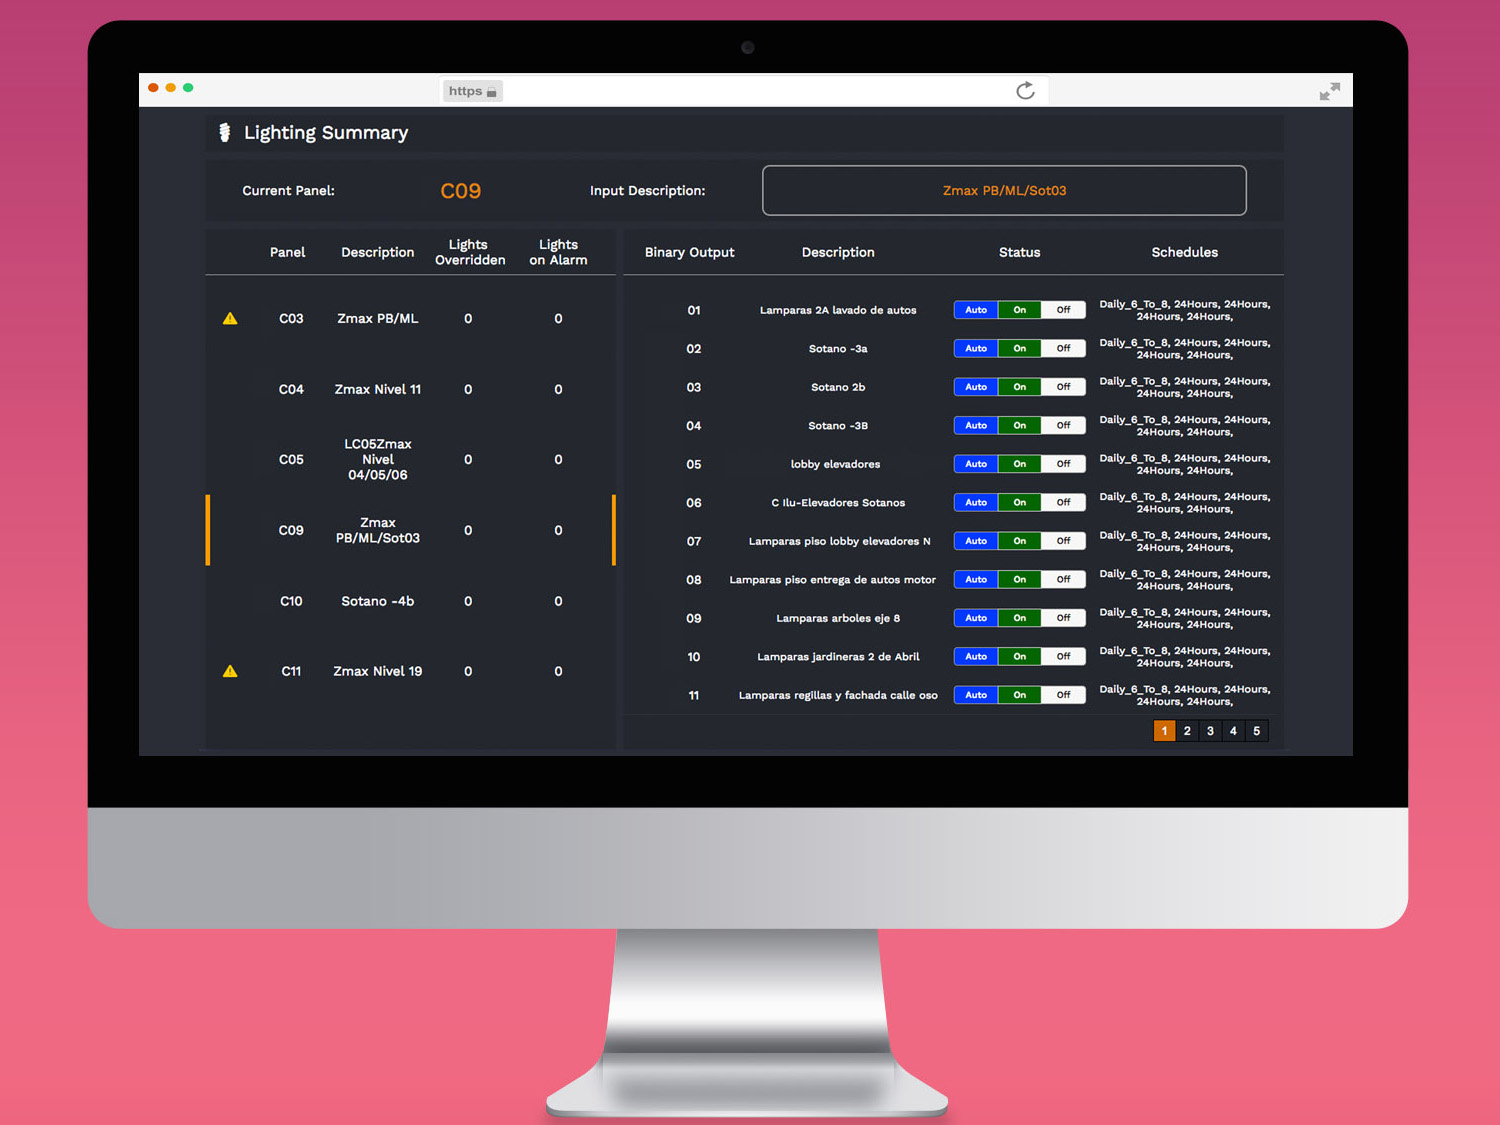 https
Lighting Summary
Current Panel:
C09
Input Description:
Zmax PB/ML/Sot03
Panel
Description
Lights
Overridden
Lights
on Alarm
C03 Zmax PB/ML 0 0
C04 Zmax Nivel 11 0 0
C05
LC05Zmax
Nivel
04/05/06
0 0
C09
Zmax
PB/ML/Sot03
0 0
C10 Sotano -4b 0 0
C11 Zmax Nivel 19 0 0
Binary Output Description Status Schedules
01 Lamparas 2A lavado de autos Auto On Off
Daily_6_To_8, 24Hours, 24Hours,
24Hours, 24Hours,
02 Sotano -3a Auto On Off
Daily_6_To_8, 24Hours, 24Hours,
24Hours, 24Hours,
03 Sotano 2b Auto On Off
Daily_6_To_8, 24Hours, 24Hours,
24Hours, 24Hours,
04 Sotano -3B Auto On Off
Daily_6_To_8, 24Hours, 24Hours,
24Hours, 24Hours,
05 lobby elevadores Auto On Off
Daily_6_To_8, 24Hours, 24Hours,
24Hours, 24Hours,
06 C Ilu-Elevadores Sotanos Auto On Off
Daily_6_To_8, 24Hours, 24Hours,
24Hours, 24Hours,
07 Lamparas piso lobby elevadores N Auto On Off
Daily_6_To_8, 24Hours, 24Hours,
24Hours, 24Hours,
08 Lamparas piso entrega de autos motor Auto On Off
Daily_6_To_8, 24Hours, 24Hours,
24Hours, 24Hours,
09 Lamparas arboles eje 8 Auto On Off
Daily_6_To_8, 24Hours, 24Hours,
24Hours, 24Hours,
10 Lamparas jardineras 2 de Abril Auto On Off
Daily_6_To_8, 24Hours, 24Hours,
24Hours, 24Hours,
11 Lamparas regillas y fachada calle oso Auto On Off
Daily_6_To_8, 24Hours, 24Hours,
24Hours, 24Hours,
1 2 3 4 5